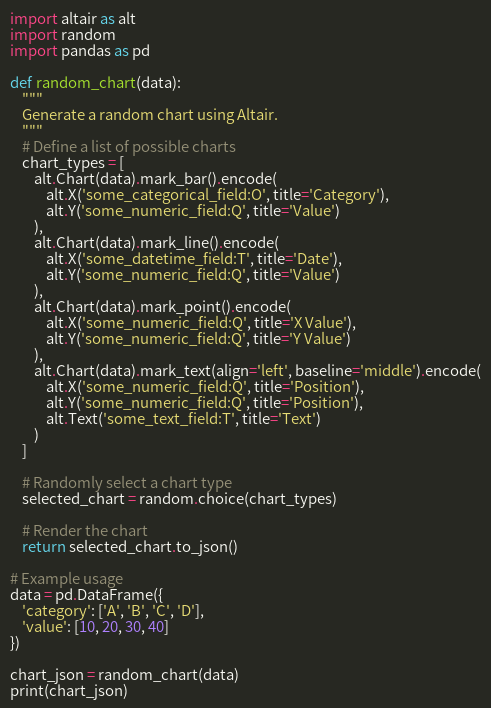 import altair as alt
import random
import pandas as pd
def random_chart(data):
"""
Generate a random chart using Altair.
"""
# Define a list of possible charts
chart_types = [
alt.Chart(data).mark_bar().encode(
alt.X('some_categorical_field:O', title='Category'),
alt.Y('some_numeric_field:Q', title='Value')
),
alt.Chart(data).mark_line().encode(
alt.X('some_datetime_field:T', title='Date'),
alt.Y('some_numeric_field:Q', title='Value')
),
alt.Chart(data).mark_point().encode(
alt.X('some_numeric_field:Q', title='X Value'),
alt.Y('some_numeric_field:Q', title='Y Value')
),
alt.Chart(data).mark_text(align='left', baseline='middle').encode(
alt.X('some_numeric_field:Q', title='Position'),
alt.Y('some_numeric_field:Q', title='Position'),
alt.Text('some_text_field:T', title='Text')
)
]
# Randomly select a chart type
selected_chart = random.choice(chart_types)
# Render the chart
return selected_chart.to_json()
# Example usage
data = pd.DataFrame({
'category': ['A', 'B', 'C', 'D'],
'value': [10, 20, 30, 40]
})
chart_json = random_chart(data)
print(chart_json)